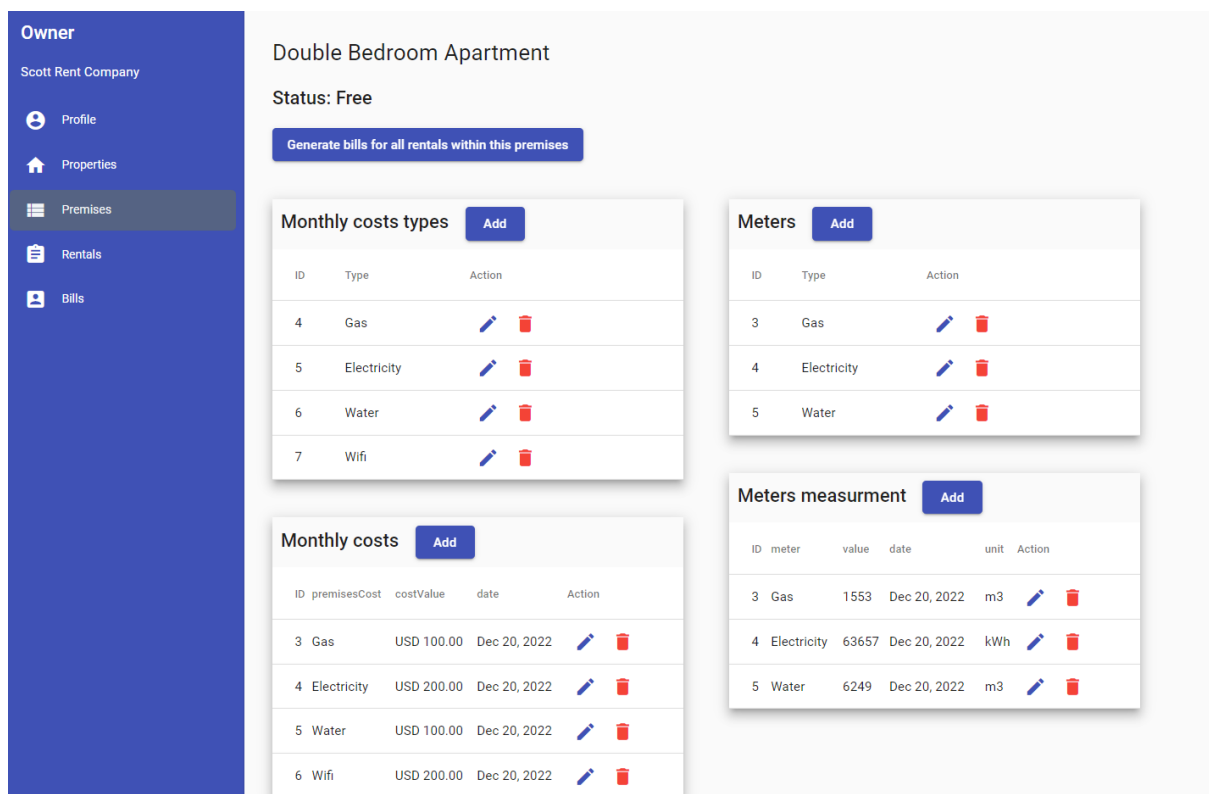 Owner
Scott Rent Company
Profile
Properties
Premises
Rentals
Bills
Double Bedroom Apartment
Status: Free
Generate bills for all rentals within this premises
Monthly costs types Add
ID Type Action
4 Gas
5 Electricity
6 Water
7 Wifi
Monthly costs Add
ID premisesCost costValue date Action
3 Gas USD 100.00 Dec 20, 2022
4 Electricity USD 200.00 Dec 20, 2022
5 Water USD 100.00 Dec 20, 2022
6 Wifi USD 200.00 Dec 20, 2022
Meters Add
ID Type Action
3 Gas
4 Electricity
5 Water
Meters measurment Add
ID meter value date unit Action
3 Gas 1553 Dec 20, 2022 m3
4 Electricity 63657 Dec 20, 2022 kWh
5 Water 6249 Dec 20, 2022 m3